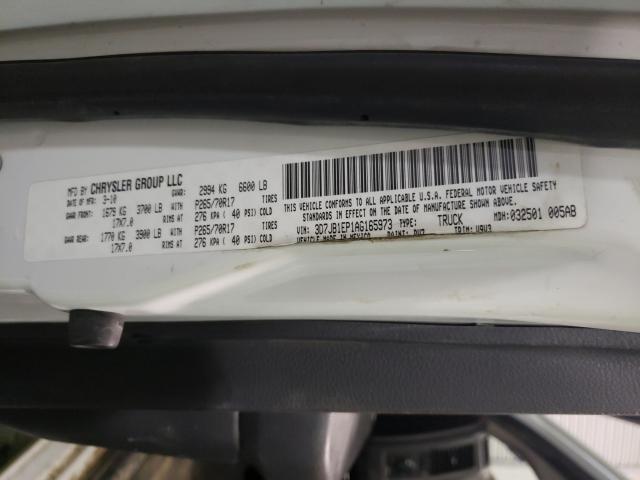 MFD BY CHRYSLER GROUP LLC GVWR: 2994 KG 6600 LB
DATE OF MFR: 3-10
GAWR FRONT: 1675 KG 3700 LB WITH P265/70R17 TIRES
17X7.0 RIMS AT 276 KPA ( 40 PSI) COLD
1770 KG 3900 LB WITH P265/70R17 TIRES
17X7.0 RIMS AT 276 KPA ( 40 PSI) COLD
THIS VEHICLE CONFORMS TO ALL APPLICABLE U.S.A. FEDERAL MOTOR VEHICLE SAFETY
STANDARDS IN EFFECT ON THE DATE OF MANUFACTURE SHOWN ABOVE.
VIN: 3D7JB1EP1AG165973 TYPE: TRUCK MDH: 032501 005AB
VEHICLE MADE IN MEXICO PAINT: TRIM: